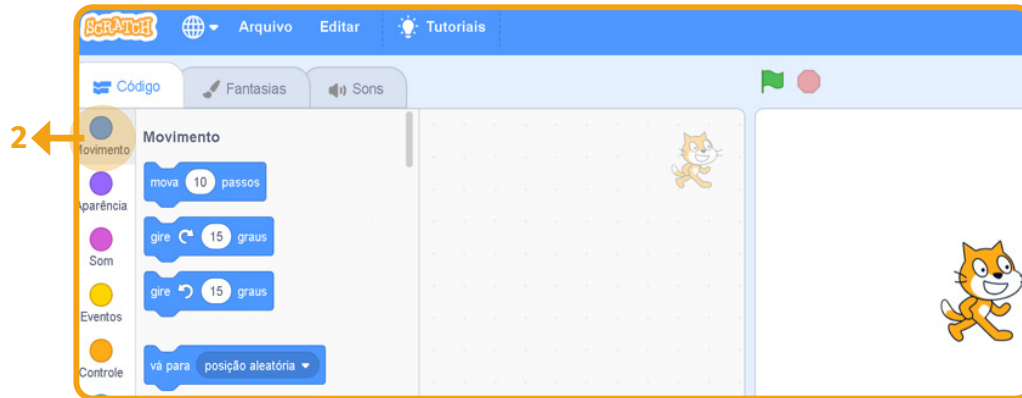 SCRATCH Arquivo Editar Tutoriais
Código Fantasias Sons
2
Movimento
Aparência
Som
Eventos
Controle
Movimento
mova 10 passos
gire 15 graus
gire 15 graus
vá para posição aleatória